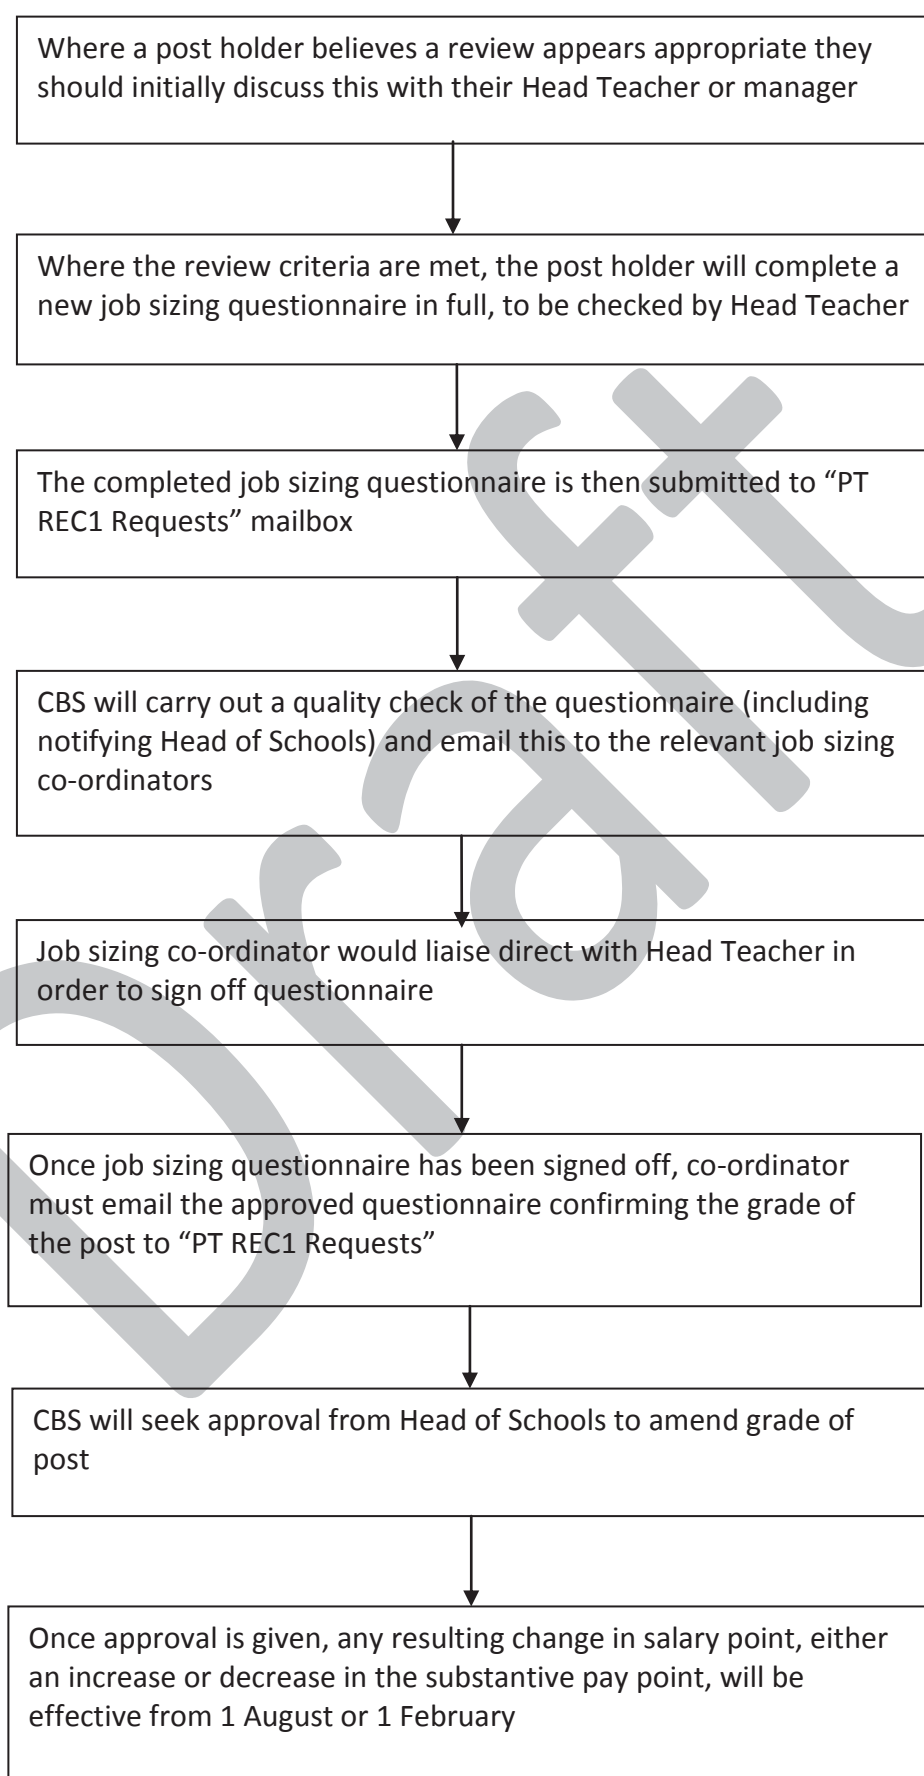 Where a post holder believes a review appears appropriate they
should initially discuss this with their Head Teacher or manager
Where the review criteria are met, the post holder will complete a
new job sizing questionnaire in full, to be checked by Head Teacher
The completed job sizing questionnaire is then submitted to “PT
REC1 Requests” mailbox
CBS will carry out a quality check of the questionnaire (including
notifying Head of Schools) and email this to the relevant job sizing
co-ordinators
Job sizing co-ordinator would liaise direct with Head Teacher in
order to sign off questionnaire
Once job sizing questionnaire has been signed off, co-ordinator
must email the approved questionnaire confirming the grade of
the post to “PT REC1 Requests”
CBS will seek approval from Head of Schools to amend grade of
post
Once approval is given, any resulting change in salary point, either
an increase or decrease in the substantive pay point, will be
effective from 1 August or 1 February
Draft